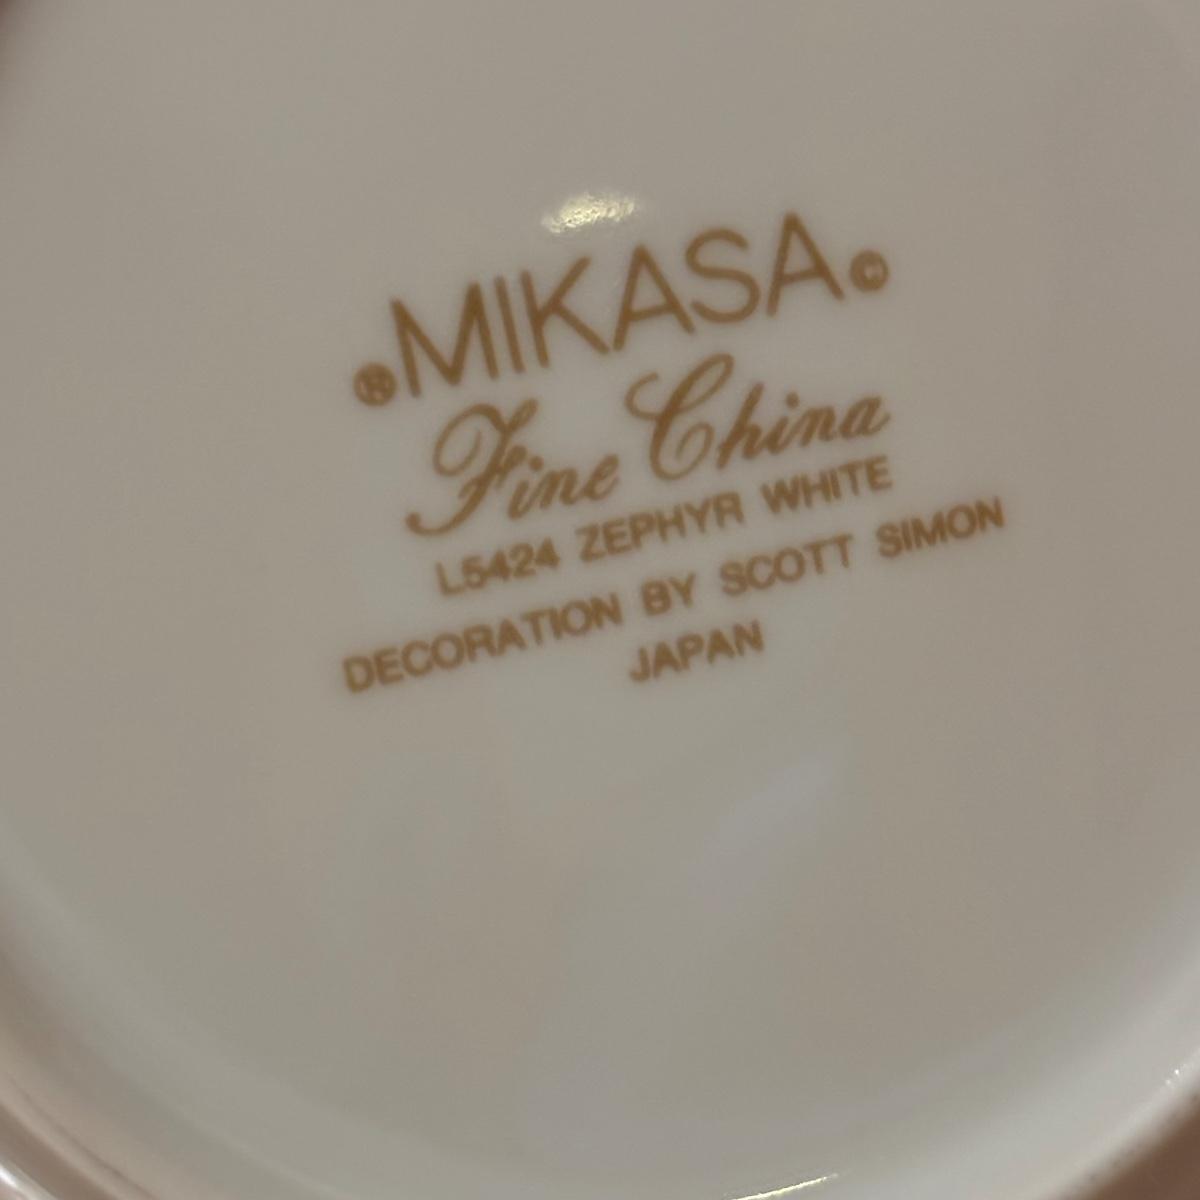 ® MIKASA ©
Fine China
L5424 ZEPHYR WHITE
DECORATION BY SCOTT SIMON
JAPAN